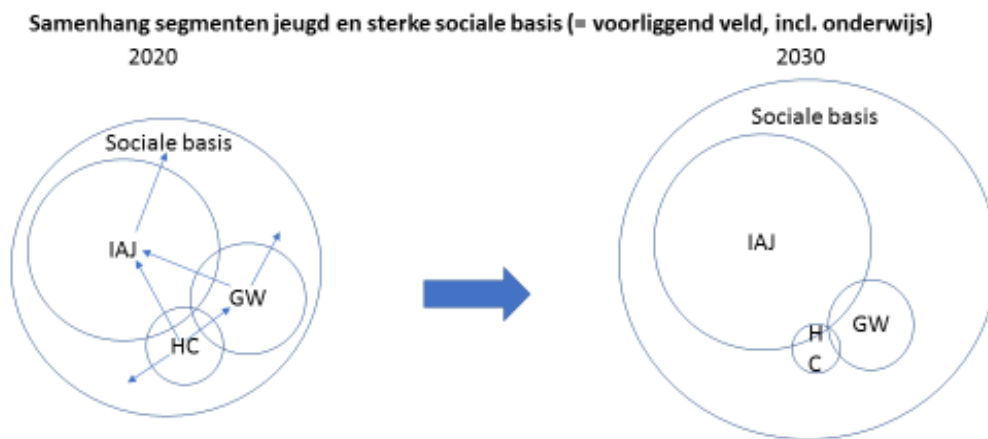 Samenhang segmenten jeugd en sterke sociale basis (= voorliggend veld, incl. onderwijs)
2020
2030
Sociale basis
IAJ
GW
HC
Sociale basis
IAJ
GW
H
C